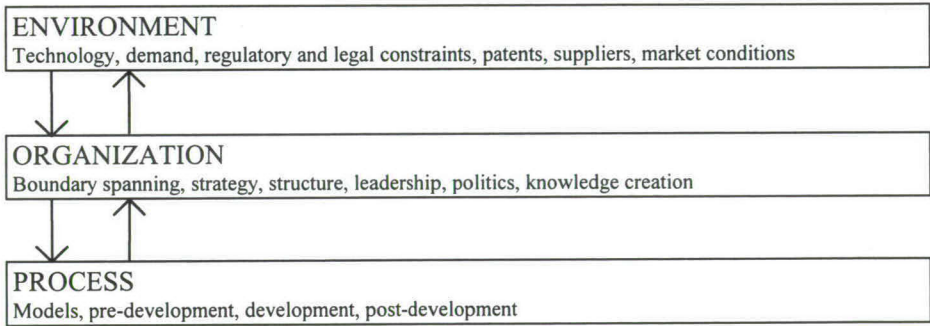 ENVIRONMENT
Technology, demand, regulatory and legal constraints, patents, suppliers, market conditions
ORGANIZATION
Boundary spanning, strategy, structure, leadership, politics, knowledge creation
PROCESS
Models, pre-development, development, post-development